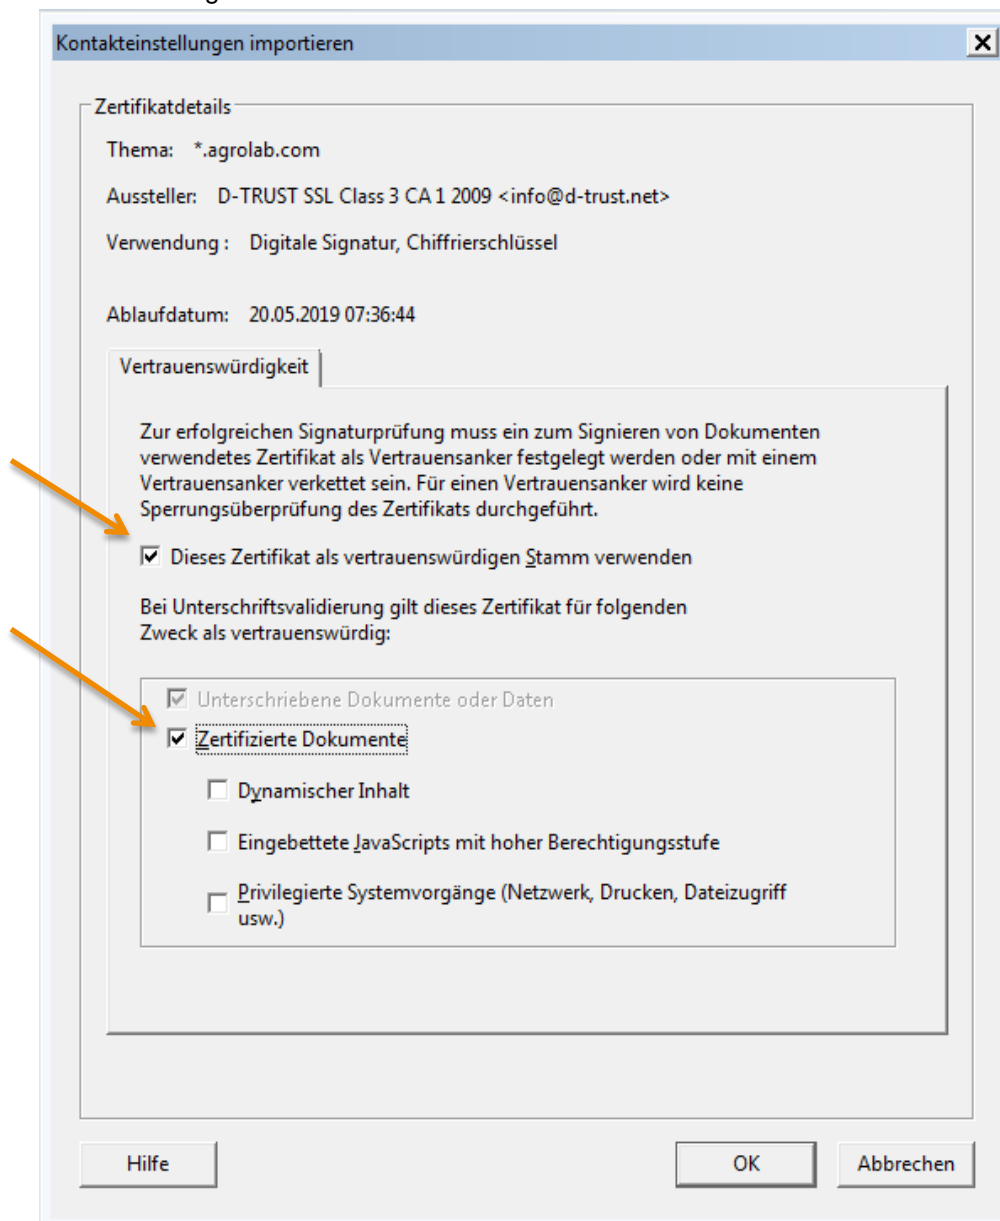 Kontakteinstellungen importieren
Zertifikatdetails
Thema: *.agrolab.com
Aussteller: D-TRUST SSL Class 3 CA 1 2009 <info@d-trust.net>
Verwendung : Digitale Signatur, Chiffrierschlüssel
Ablaufdatum: 20.05.2019 07:36:44
Vertrauenswürdigkeit
Zur erfolgreichen Signaturprüfung muss ein zum Signieren von Dokumenten
verwendetes Zertifikat als Vertrauensanker festgelegt werden oder mit einem
Vertrauensanker verkettet sein. Für einen Vertrauensanker wird keine
Sperrungsüberprüfung des Zertifikats durchgeführt.
Dieses Zertifikat als vertrauenswürdigen Stamm verwenden
Bei Unterschriftsvalidierung gilt dieses Zertifikat für folgenden
Zweck als vertrauenswürdig:
Unterschriebene Dokumente oder Daten
Zertifizierte Dokumente
Dynamischer Inhalt
Eingebettete JavaScripts mit hoher Berechtigungsstufe
Privilegierte Systemvorgänge (Netzwerk, Drucken, Dateizugriff
usw.)
Hilfe
OK
Abbrechen